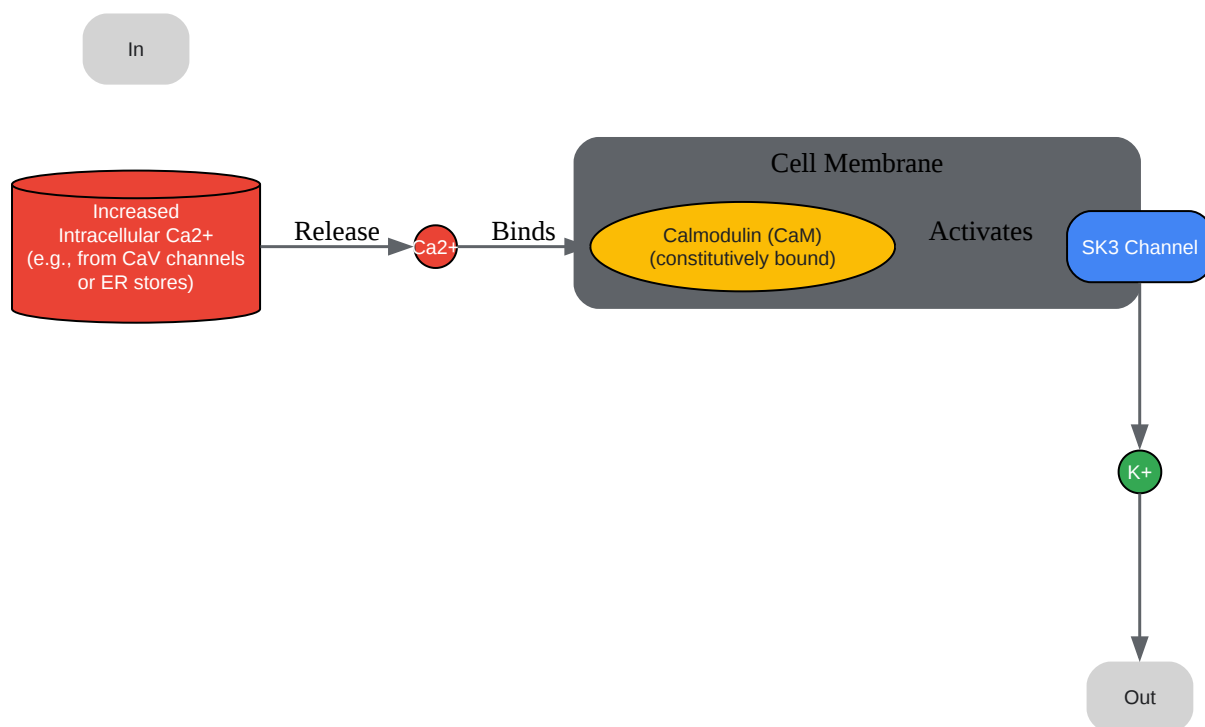 In
Cell Membrane
Increased
Intracellular Ca2+
(e.g., from CaV channels
or ER stores)
Release
Ca2+
Binds
Calmodulin (CaM)
(constitutively bound)
Activates
SK3 Channel
K+
Out